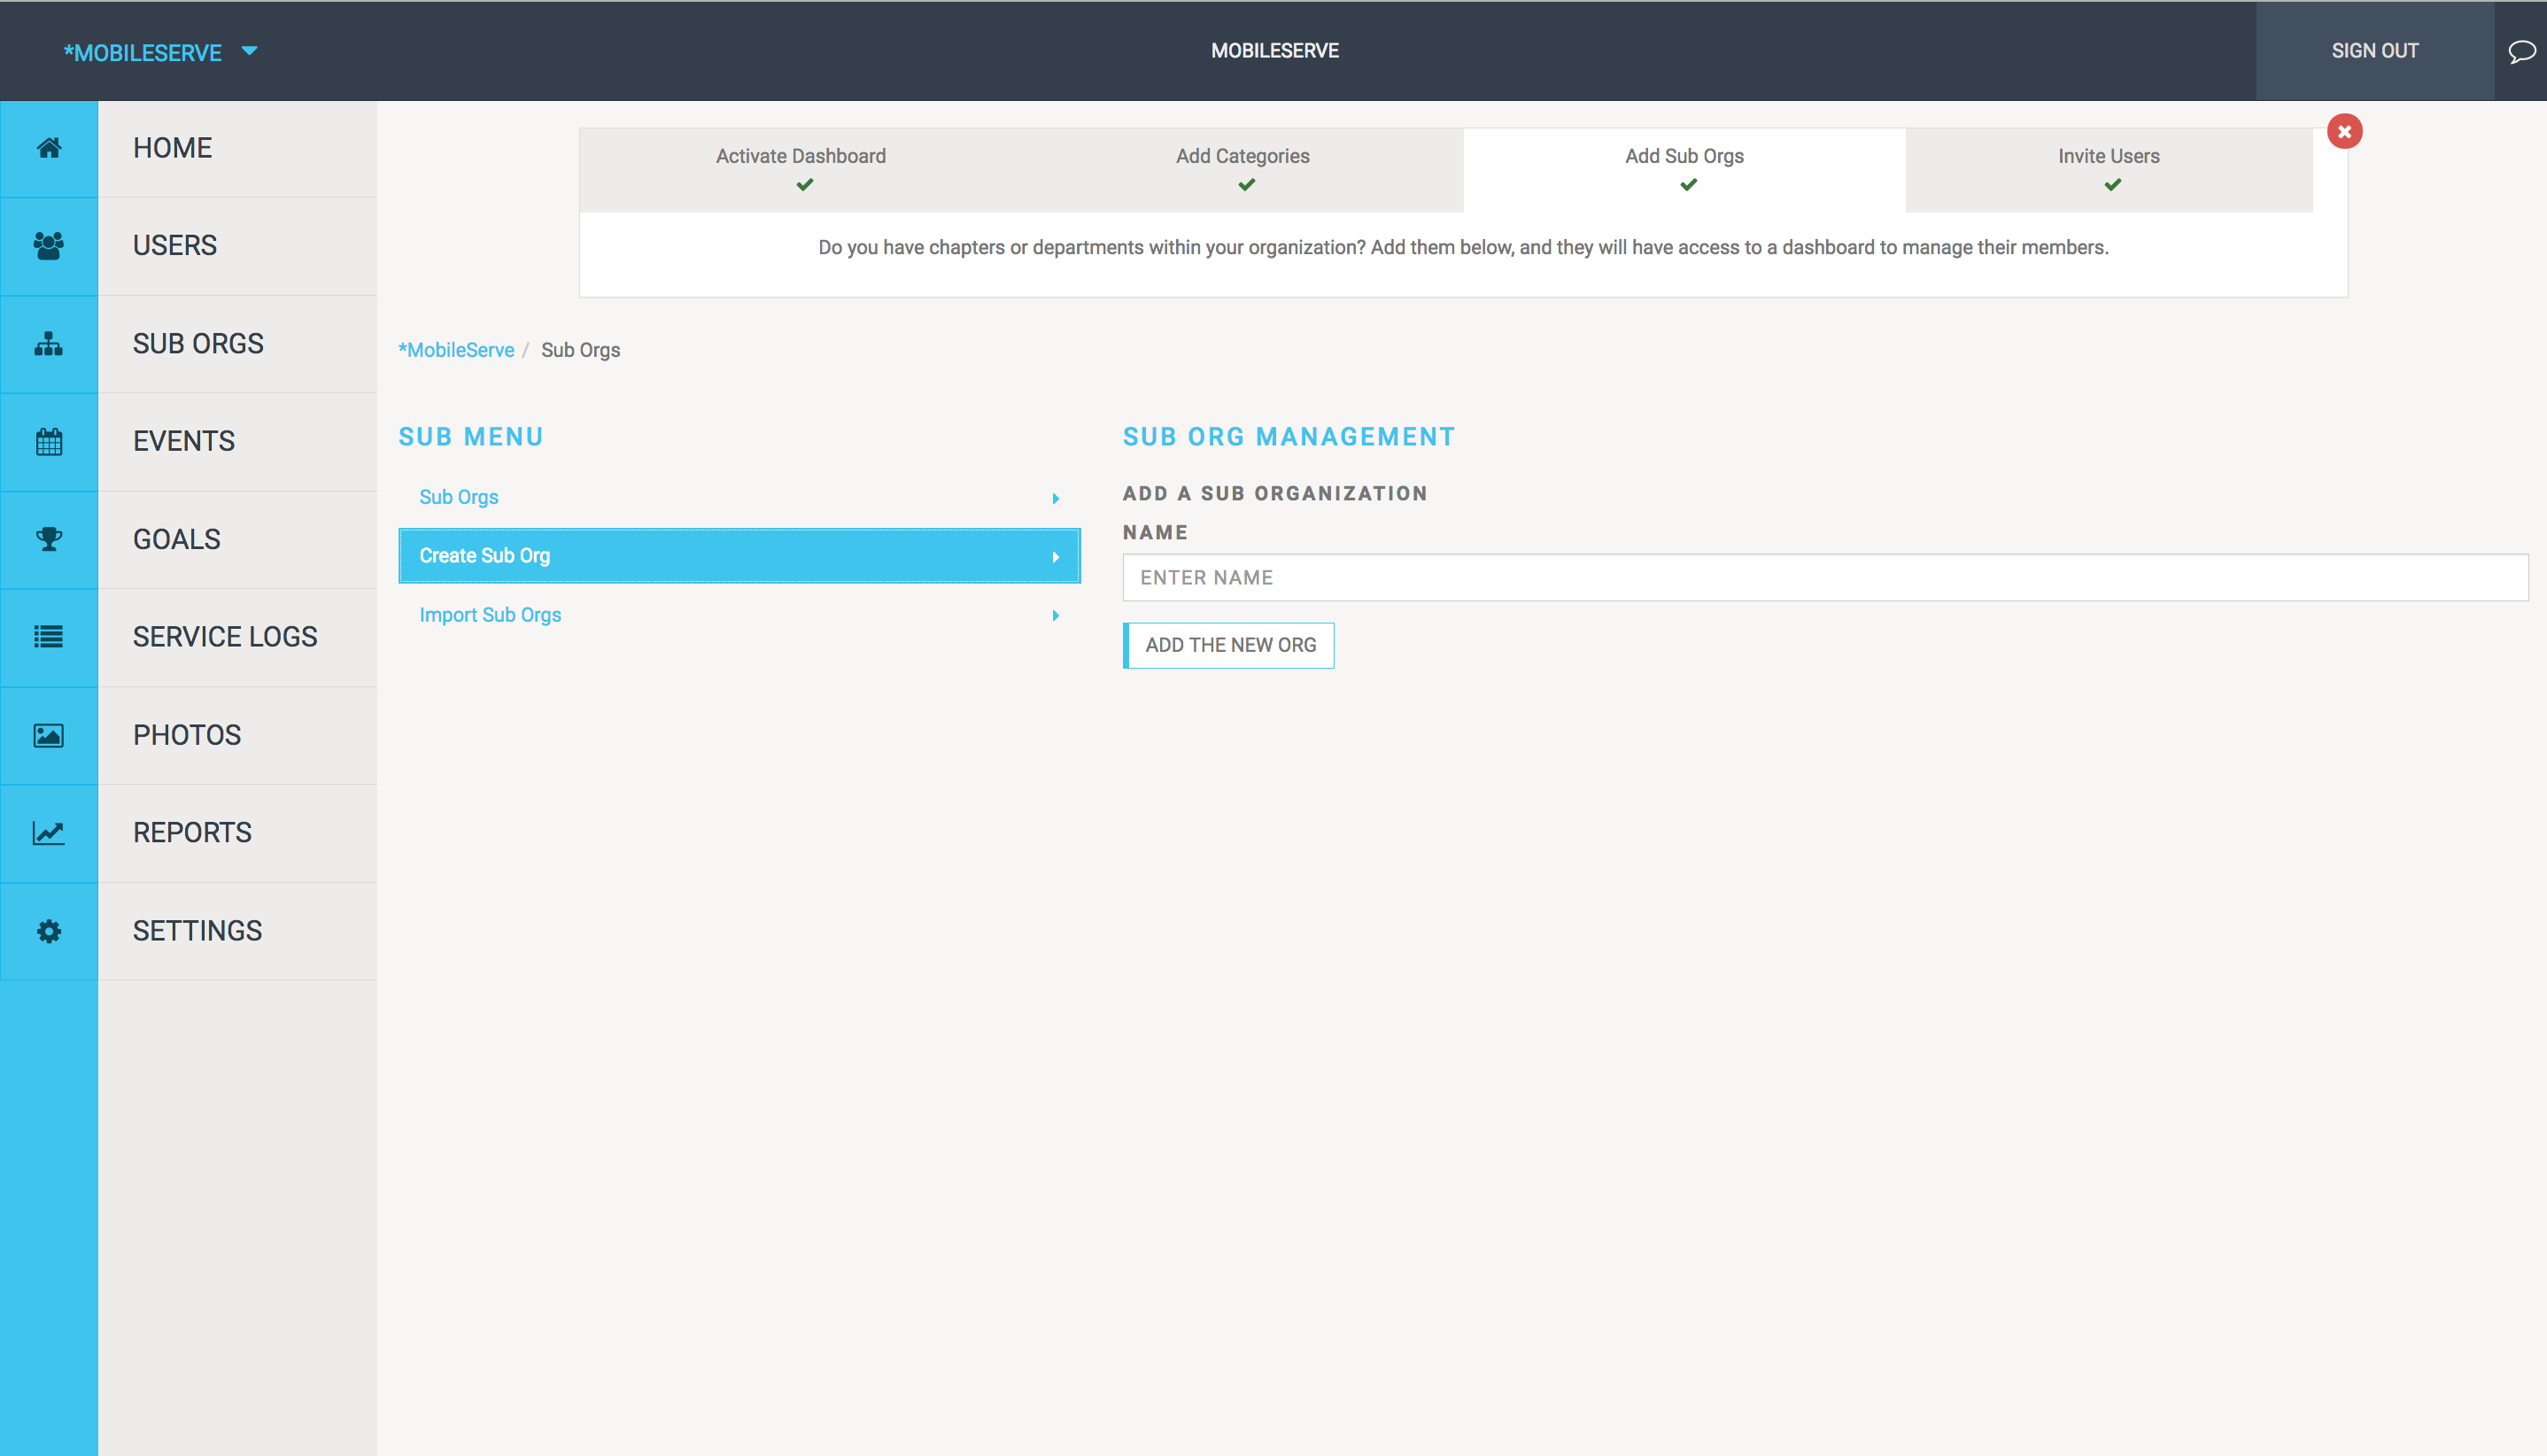 *MOBILESERVE
MOBILESERVE
SIGN OUT
HOME
USERS
SUB ORGS
EVENTS
GOALS
SERVICE LOGS
PHOTOS
REPORTS
SETTINGS
Activate Dashboard
Add Categories
Add Sub Orgs
Invite Users
Do you have chapters or departments within your organization? Add them below, and they will have access to a dashboard to manage their members.
*MobileServe / Sub Orgs
SUB MENU
Sub Orgs
Create Sub Org
Import Sub Orgs
SUB ORG MANAGEMENT
ADD A SUB ORGANIZATION
NAME
ENTER NAME
ADD THE NEW ORG